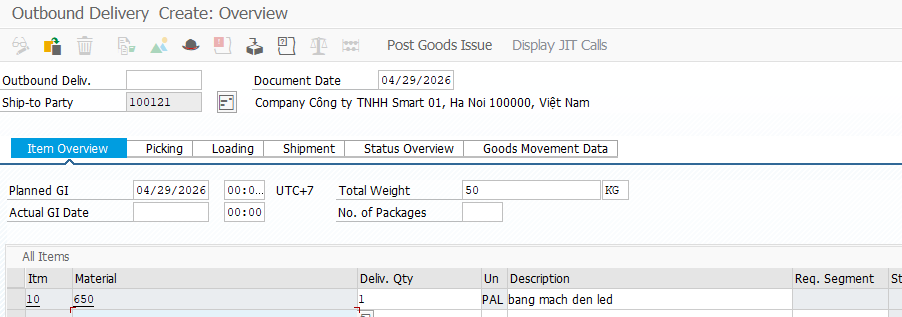 Outbound Delivery Create: Overview
Post Goods Issue Display JIT Calls
Outbound Deliv. Document Date 04/29/2026
Ship-to Party 100121 Company Công ty TNHH Smart 01, Ha Noi 100000, Việt Nam
Item Overview Picking Loading Shipment Status Overview Goods Movement Data
Planned GI 04/29/2026 00:0… UTC+7 Total Weight 50 KG
Actual GI Date 00:00 No. of Packages
All Items
Itm Material Deliv. Qty Un Description Req. Segment St
10 650 1 PAL bang mach den led